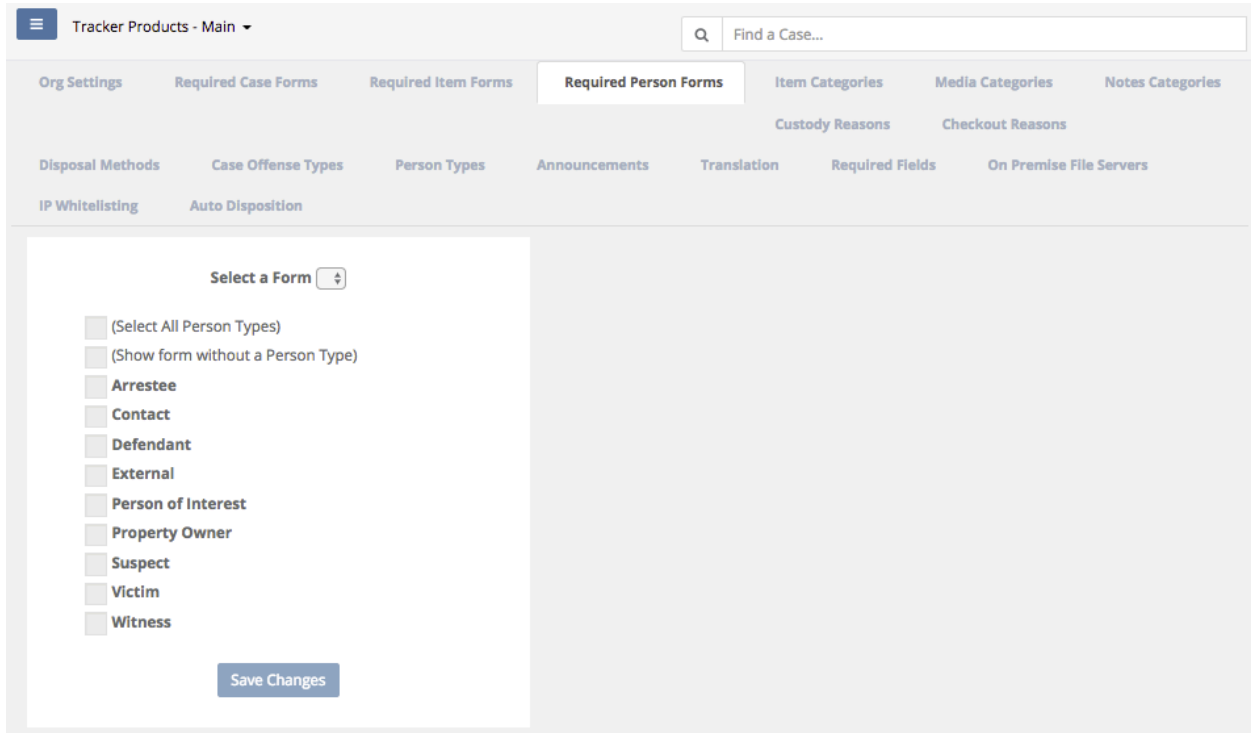 Tracker Products - Main
Find a Case...
Org Settings Required Case Forms Required Item Forms Required Person Forms Item Categories Media Categories Notes Categories
Custody Reasons Checkout Reasons
Disposal Methods Case Offense Types Person Types Announcements Translation Required Fields On Premise File Servers
IP Whitelisting Auto Disposition
Select a Form
(Select All Person Types)
(Show form without a Person Type)
Arrestee
Contact
Defendant
External
Person of Interest
Property Owner
Suspect
Victim
Witness
Save Changes